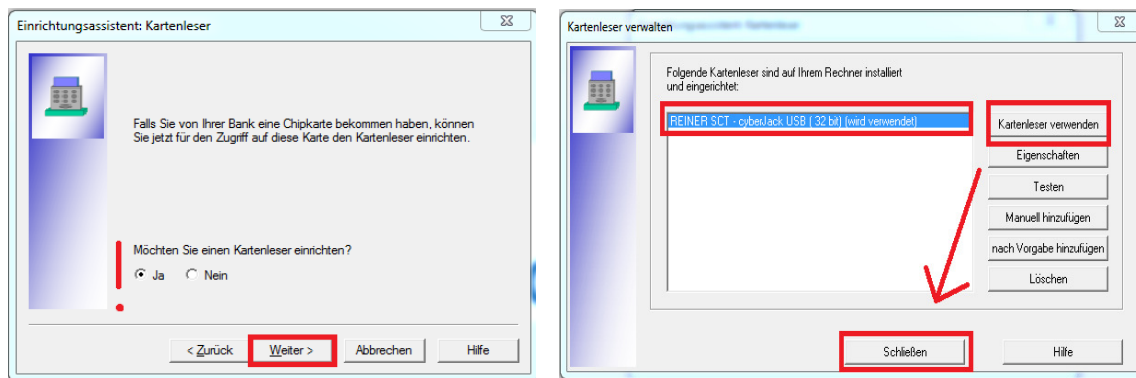 Einrichtungsassistent: Kartenleser
Falls Sie von Ihrer Bank eine Chipkarte bekommen haben, können
Sie jetzt für den Zugriff auf diese Karte den Kartenleser einrichten.
Möchten Sie einen Kartenleser einrichten?
Ja
Nein
< Zurück
Weiter >
Abbrechen
Hilfe
Kartenleser verwalten
Folgende Kartenleser sind auf Ihrem Rechner installiert
und eingerichtet:
REINER SCT - cyberJack USB ( 32 bit) (wird verwendet)
Kartenleser verwenden
Eigenschaften
Testen
Manuell hinzufügen
nach Vorgabe hinzufügen
Löschen
Schließen
Hilfe